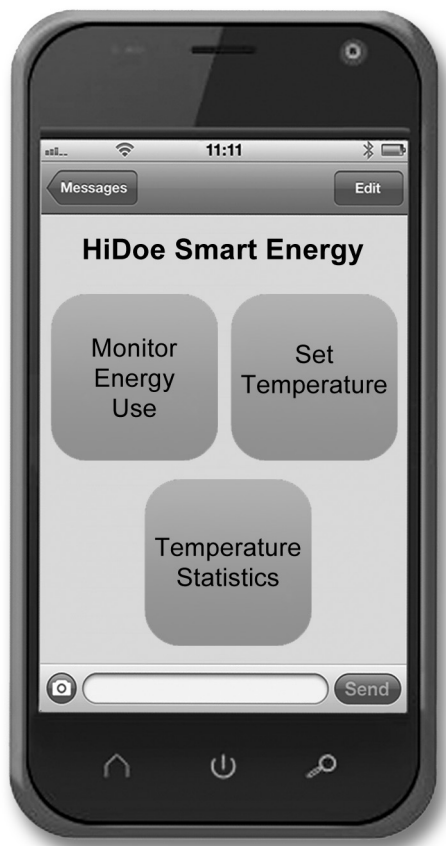 11:11
Messages
Edit
HiDoe Smart Energy
Monitor
Energy
Use
Set
Temperature
Temperature
Statistics
Send